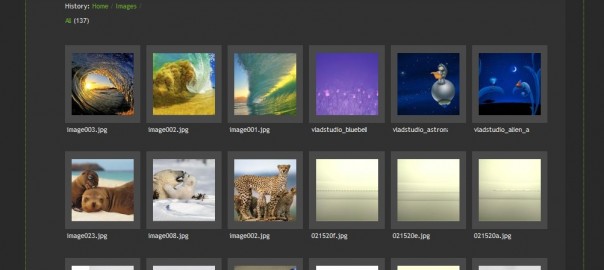 History: Home / Images /
All (137)
image003.jpg image002.jpg image001.jpg vladstudio_bluebell vladstudio_astron vladstudio_alien_a
image023.jpg image008.jpg image002.jpg 021520f.jpg 021520e.jpg 021520a.jpg